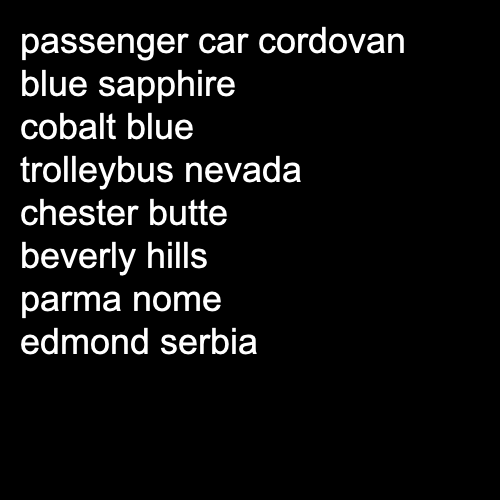 passenger car cordovan
blue sapphire
cobalt blue
trolleybus nevada
chester butte
beverly hills
parma nome
edmond serbia